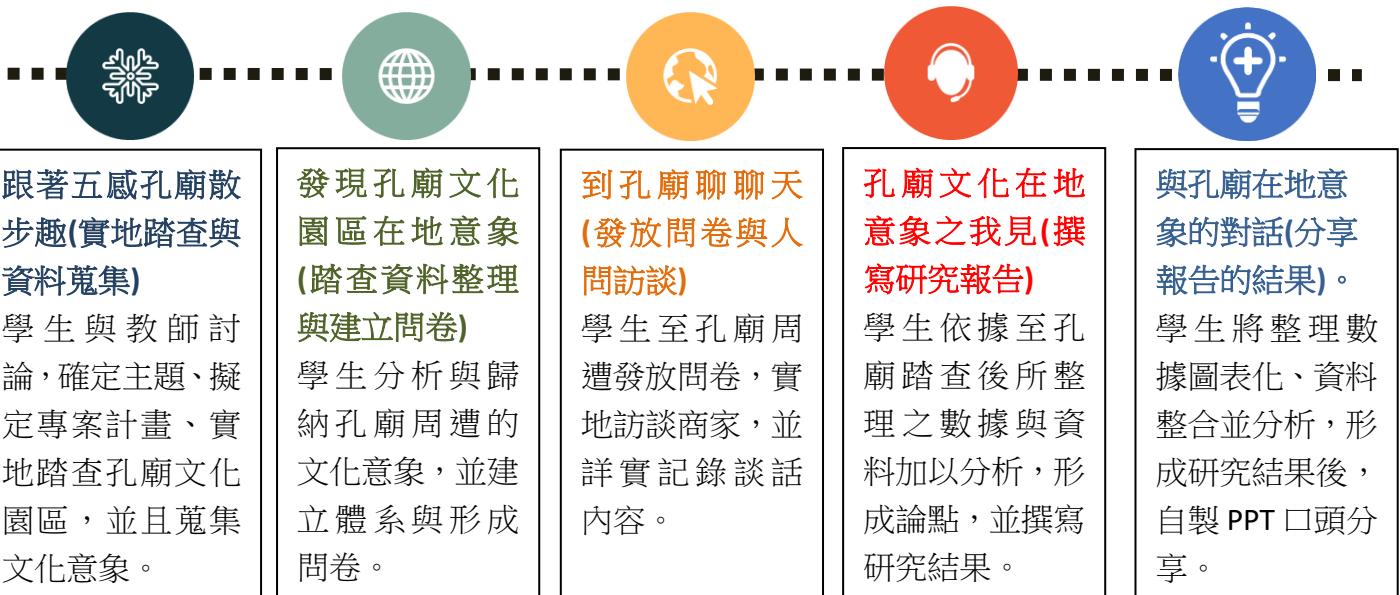 跟著五感孔廟散
步趣(實地踏查與
資料蒐集)
學生與教師討
論，確定主題、擬
定專案計畫、實
地踏查孔廟文化
園區，並且蒐集
文化意象。
發現孔廟文化
園區在地意象
(踏查資料整理
與建立問卷)
學生分析與歸
納孔廟周遭的
文化意象，並建
立體系與形成
問卷。
到孔廟聊聊天
(發放問卷與人
問訪談)
學生至孔廟周
遭發放問卷，實
地訪談商家，並
詳實記錄談話
內容。
孔廟文化在地
意象之我見(撰
寫研究報告)
學生依據至孔
廟踏查後所整
理之數據與資
料加以分析，形
成論點，並撰寫
研究結果。
與孔廟在地意
象的對話(分享
報告的結果)。
學生將整理數
據圖表化、資料
整合並分析，形
成研究結果後，
自製 PPT 口頭分
享。